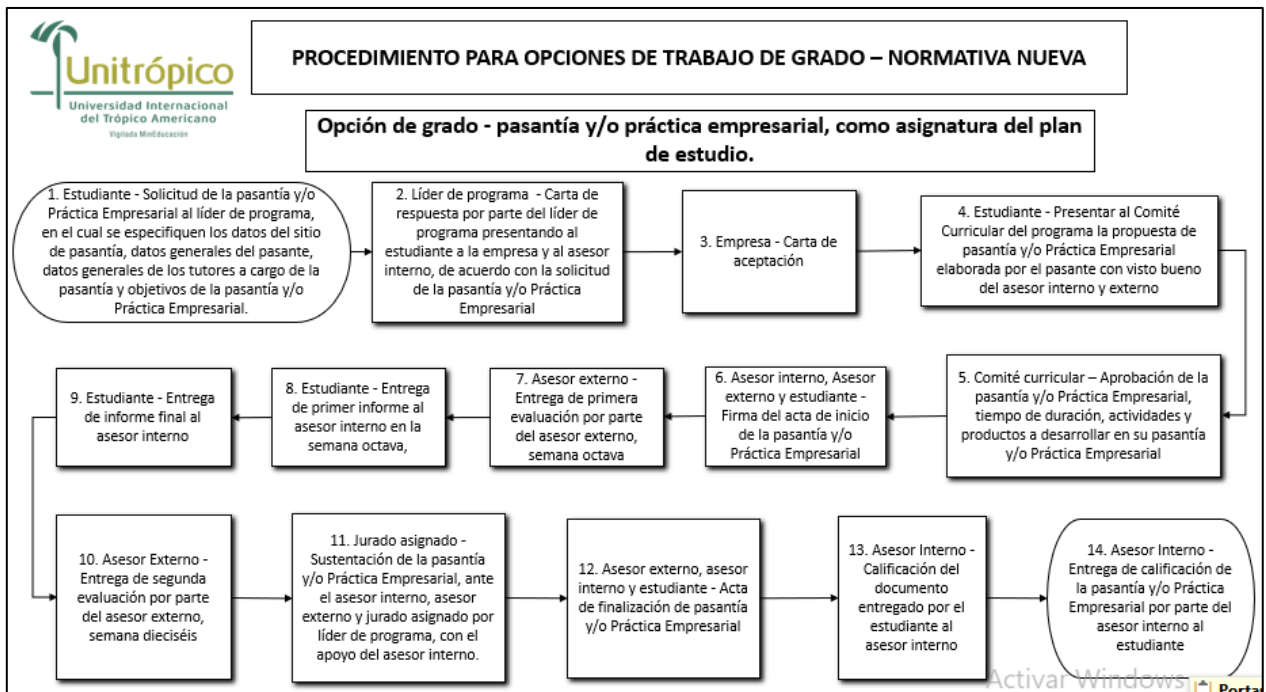 Unitrópico
Universidad Internacional
del Trópico Americano
Vigilada MinEducación
PROCEDIMIENTO PARA OPCIONES DE TRABAJO DE GRADO – NORMATIVA NUEVA
Opción de grado - pasantía y/o práctica empresarial, como asignatura del plan
de estudio.
1. Estudiante - Solicitud de la pasantía y/o
Práctica Empresarial al líder de programa,
en el cual se especifiquen los datos del sitio
de pasantía, datos generales del pasante,
datos generales de los tutores a cargo de la
pasantía y objetivos de la pasantía y/o
Práctica Empresarial.
2. Líder de programa - Carta de
respuesta por parte del líder de
programa presentando al
estudiante a la empresa y al asesor
interno, de acuerdo con la solicitud
de la pasantía y/o Práctica
Empresarial
3. Empresa - Carta de
aceptación
4. Estudiante - Presentar al Comité
Curricular del programa la propuesta de
pasantía y/o Práctica Empresarial
elaborada por el pasante con visto bueno
del asesor interno y externo
5. Comité curricular – Aprobación de la
pasantía y/o Práctica Empresarial,
tiempo de duración, actividades y
productos a desarrollar en su pasantía
y/o Práctica Empresarial
6. Asesor interno, Asesor
externo y estudiante -
Firma del acta de inicio
de la pasantía y/o
Práctica Empresarial
7. Asesor externo -
Entrega de primera
evaluación por parte
del asesor externo,
semana octava
8. Estudiante - Entrega
de primer informe al
asesor interno en la
semana octava,
9. Estudiante - Entrega
de informe final al
asesor interno
10. Asesor Externo -
Entrega de segunda
evaluación por parte
del asesor externo,
semana dieciséis
11. Jurado asignado -
Sustentación de la pasantía
y/o Práctica Empresarial, ante
el asesor interno, asesor
externo y jurado asignado por
líder de programa, con el
apoyo del asesor interno.
12. Asesor externo, asesor
interno y estudiante - Acta
de finalización de pasantía
y/o Práctica Empresarial
13. Asesor Interno -
Calificación del
documento
entregado por el
estudiante al
asesor interno
14. Asesor Interno -
Entrega de calificación de
la pasantía y/o Práctica
Empresarial por parte del
asesor interno al
estudiante
Activar Windows